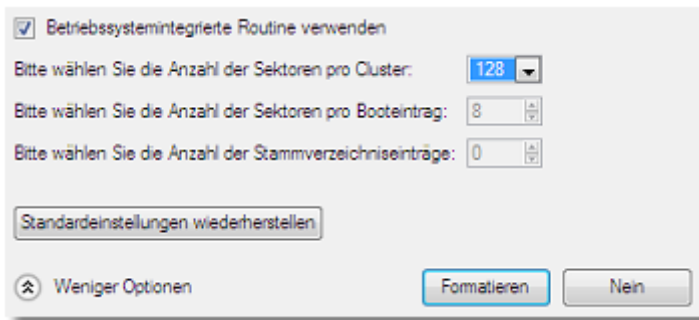 Betriebssystemintegrierte Routine verwenden
Bitte wählen Sie die Anzahl der Sektoren pro Cluster: 128
Bitte wählen Sie die Anzahl der Sektoren pro Booteintrag: 8
Bitte wählen Sie die Anzahl der Stammverzeichniseinträge: 0
Standardeinstellungen wiederherstellen
Weniger Optionen Formatieren Nein